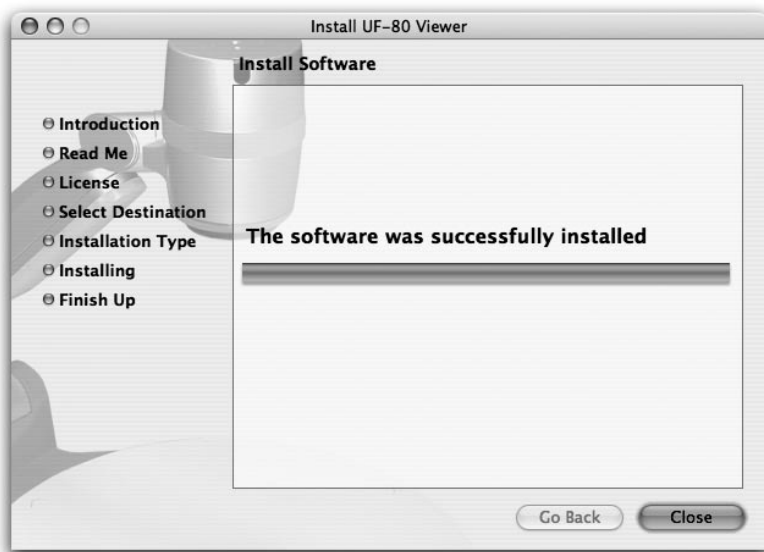 Install UF-80 Viewer
Install Software
Introduction
Read Me
License
Select Destination
Installation Type
Installing
Finish Up
The software was successfully installed
Go Back
Close